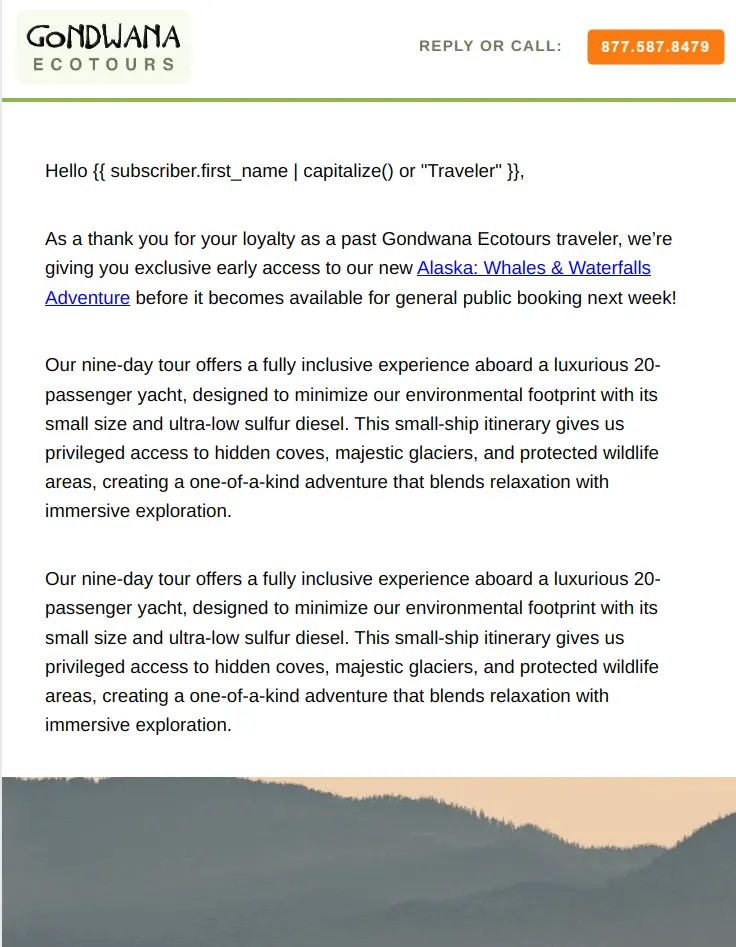 GONDWANA
ECOTOURS
REPLY OR CALL:
877.587.8479
Hello {{ subscriber.first_name | capitalize() or "Traveler" }},
As a thank you for your loyalty as a past Gondwana Ecotours traveler, we’re
giving you exclusive early access to our new Alaska: Whales & Waterfalls
Adventure before it becomes available for general public booking next week!
Our nine-day tour offers a fully inclusive experience aboard a luxurious 20-
passenger yacht, designed to minimize our environmental footprint with its
small size and ultra-low sulfur diesel. This small-ship itinerary gives us
privileged access to hidden coves, majestic glaciers, and protected wildlife
areas, creating a one-of-a-kind adventure that blends relaxation with
immersive exploration.
Our nine-day tour offers a fully inclusive experience aboard a luxurious 20-
passenger yacht, designed to minimize our environmental footprint with its
small size and ultra-low sulfur diesel. This small-ship itinerary gives us
privileged access to hidden coves, majestic glaciers, and protected wildlife
areas, creating a one-of-a-kind adventure that blends relaxation with
immersive exploration.